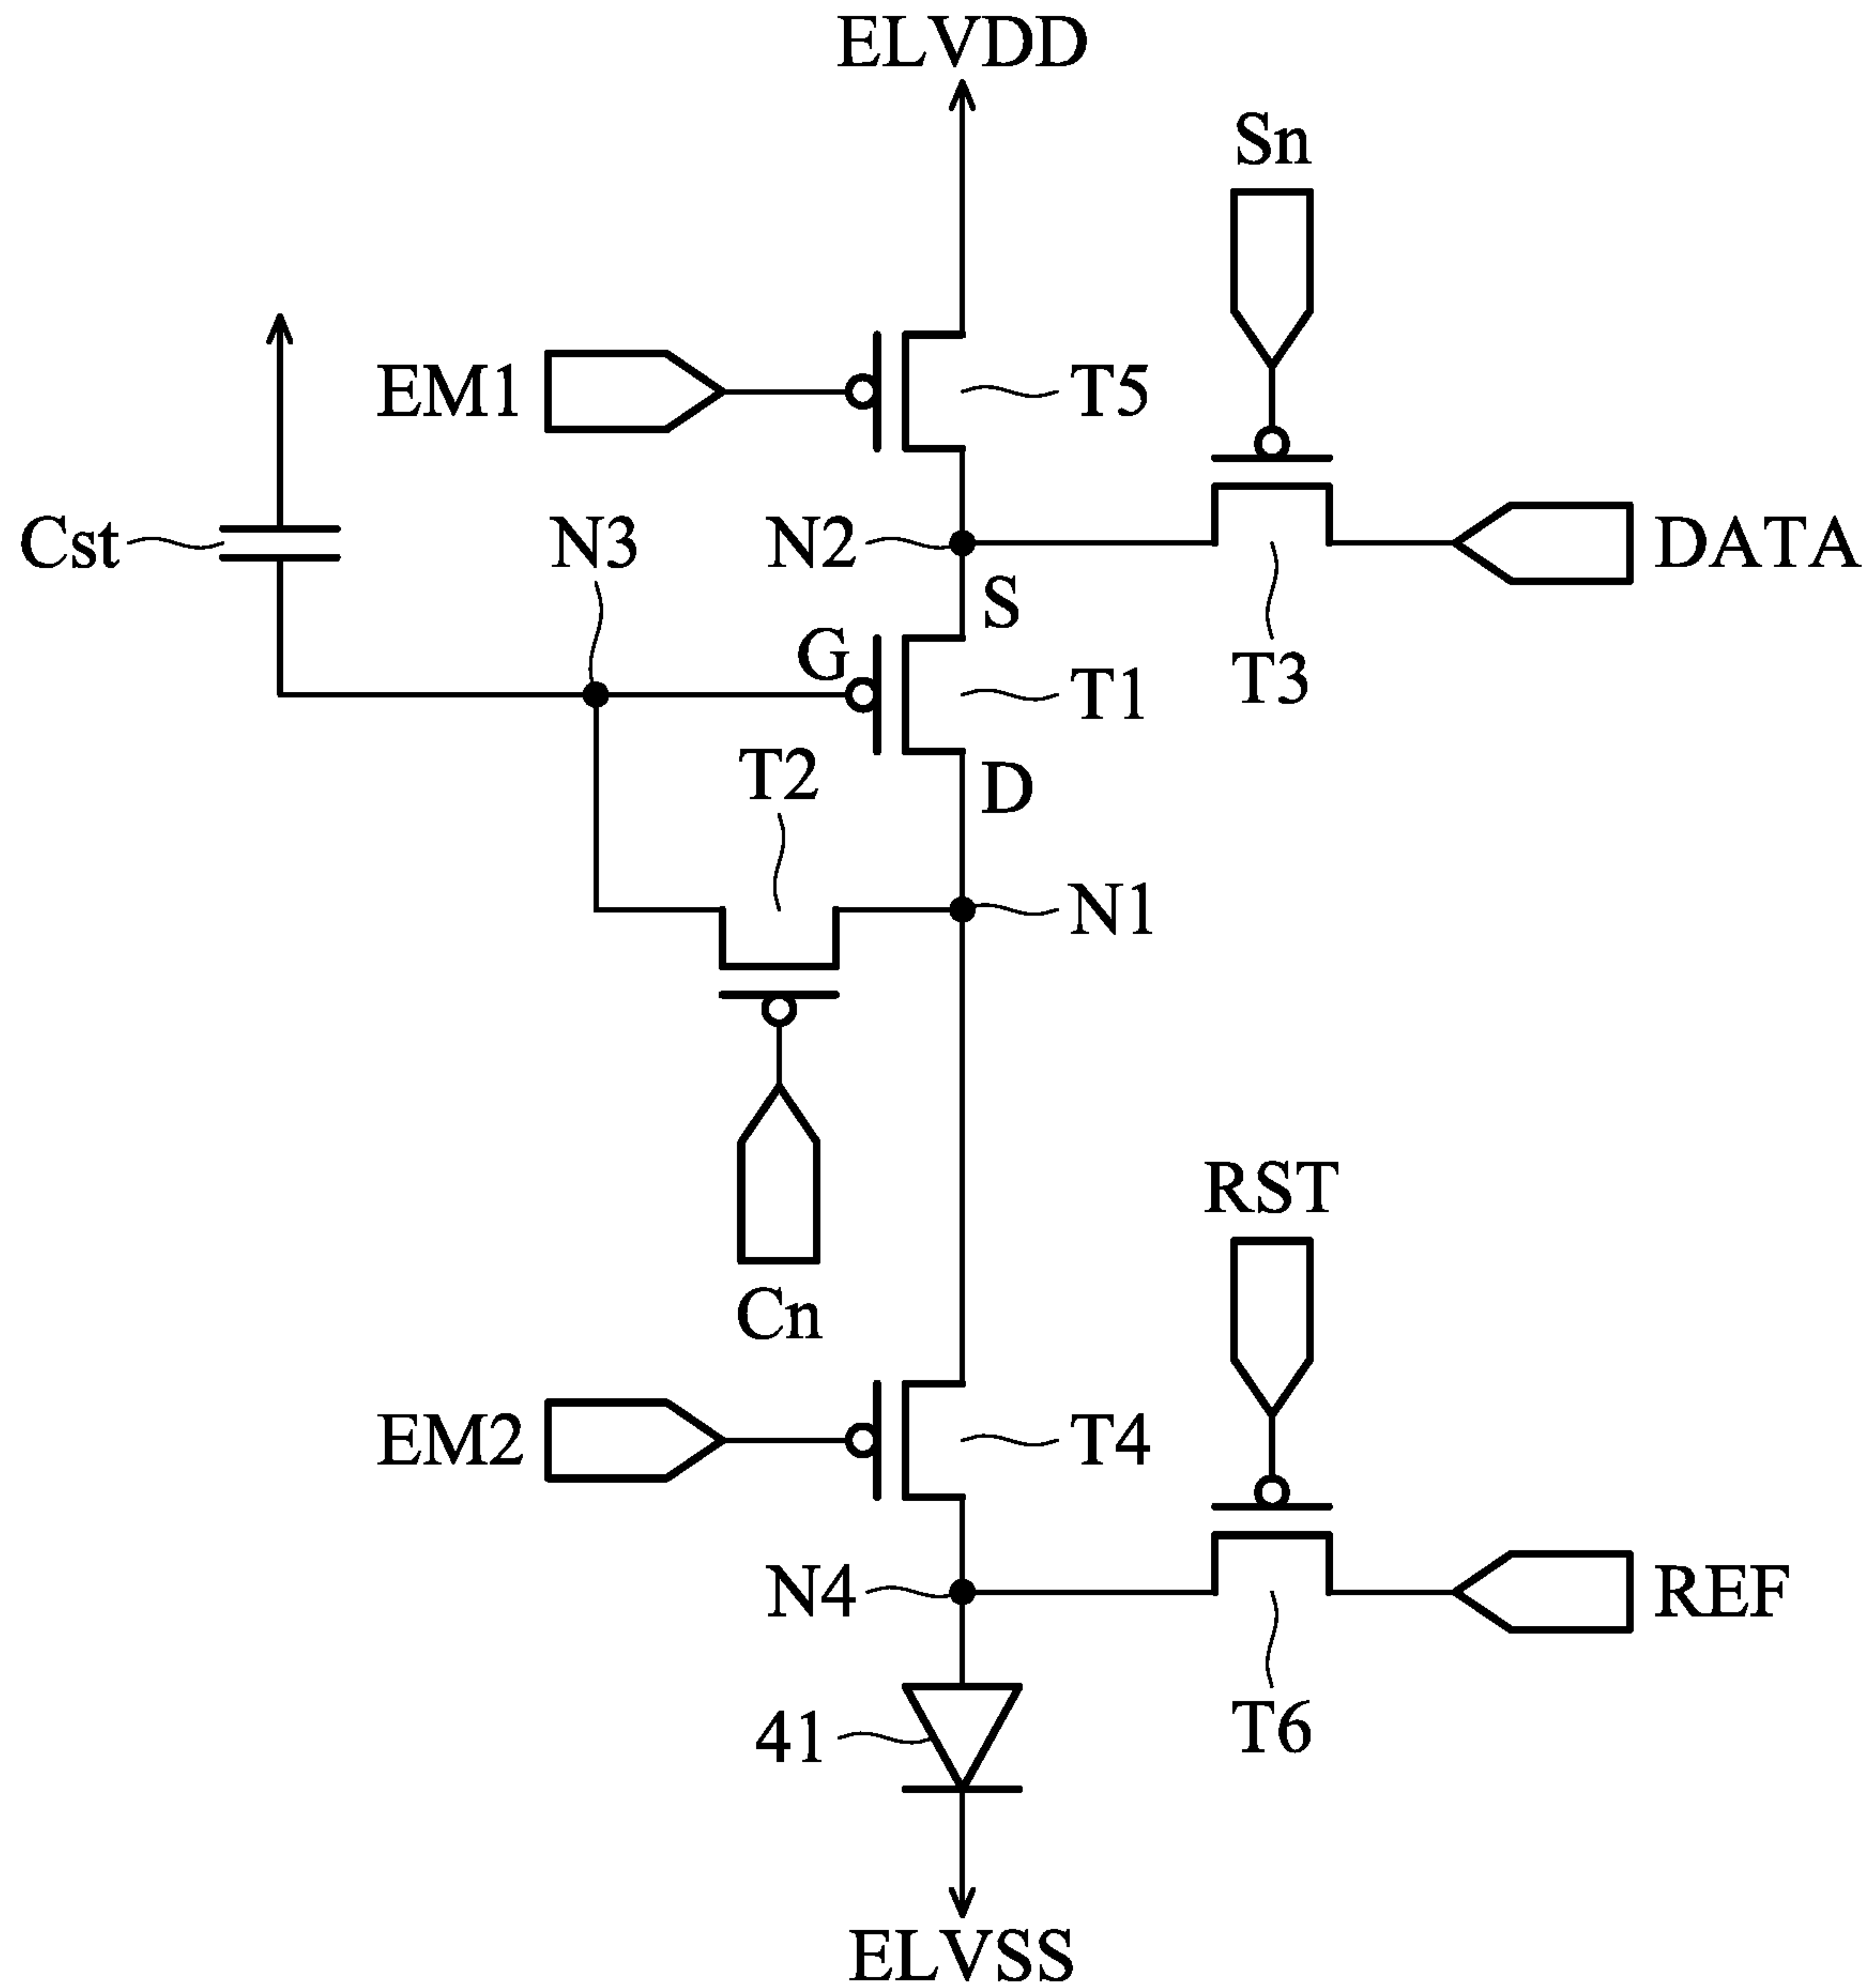 ELVDD
Sn
EM1
T5
Cst
N3
N2
DATA
S
G
T1
T3
T2
D
N1
RST
Cn
EM2
T4
N4
REF
41
T6
ELVSS